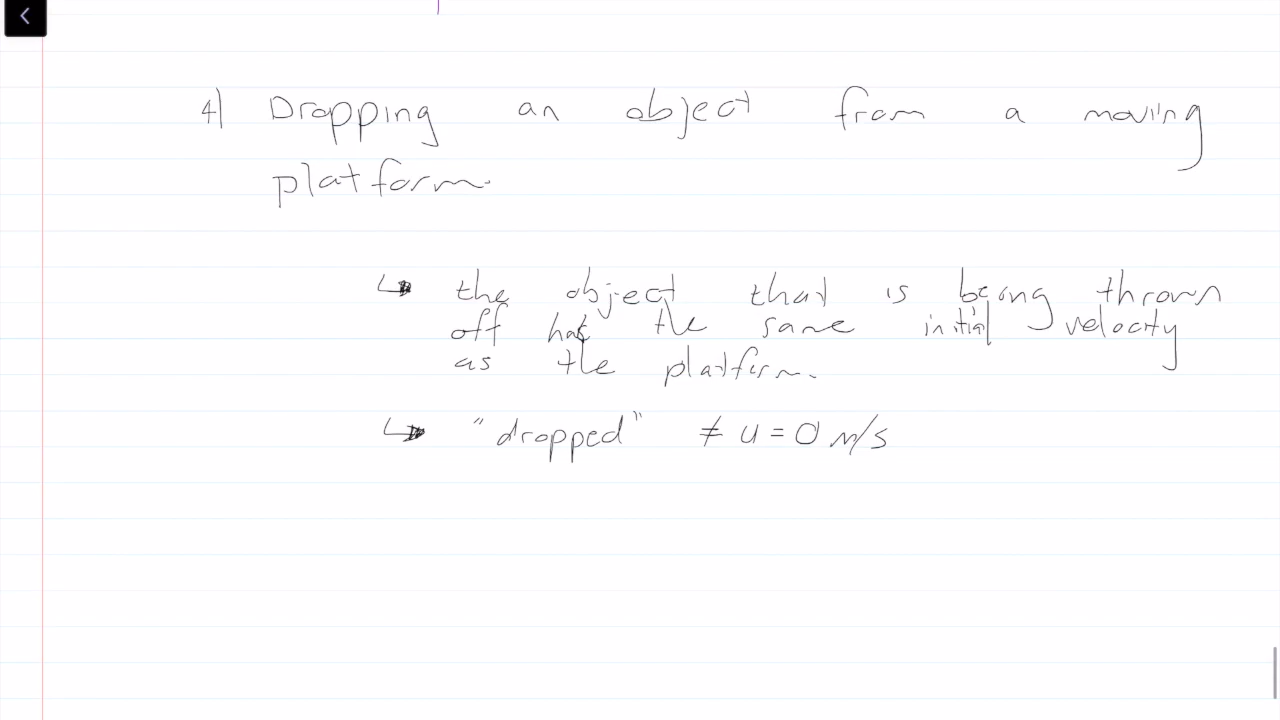 4) Dropping an object from a moving
platform.
↳ the object that is being thrown
off has the same initial velocity
as the platform.
↳ "dropped" ≠ u = 0 m/s